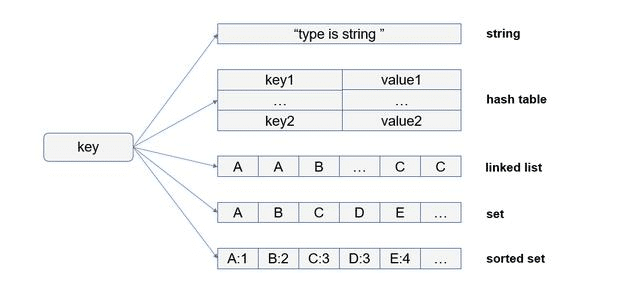 “type is string ” string
key1 value1
… … hash table
key2 value2
key
A A B … C C linked list
A B C D E … set
A:1 B:2 C:3 D:3 E:4 … sorted set